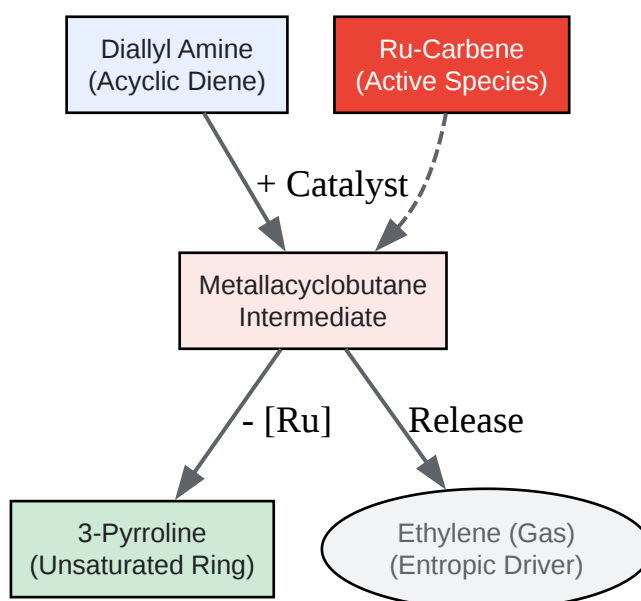 Diallyl Amine
(Acyclic Diene)
Ru-Carbene
(Active Species)
+ Catalyst
Metallacyclobutane
Intermediate
- [Ru]
Release
3-Pyrroline
(Unsaturated Ring)
Ethylene (Gas)
(Entropic Driver)